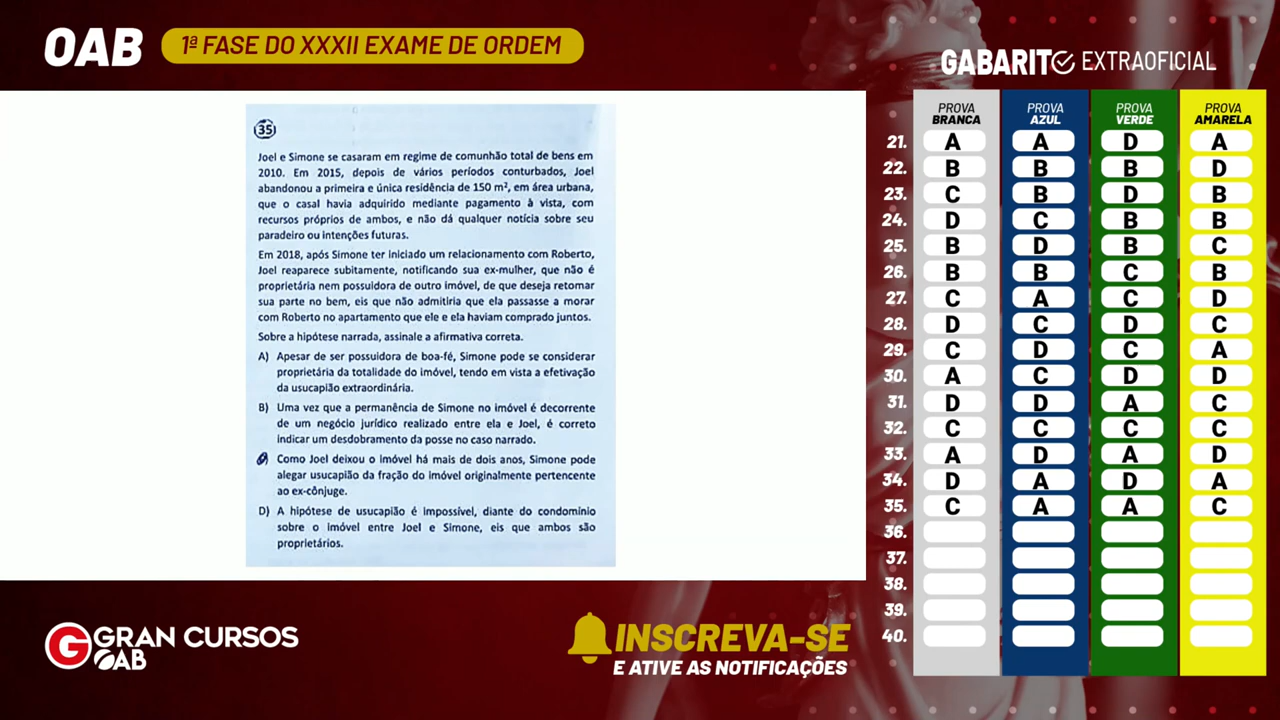 OAB
1ª FASE DO XXXII EXAME DE ORDEM
GABARITO EXTRAOFICIAL
35
Joel e Simone se casaram em regime de comunhão total de bens em
2010. Em 2015, depois de vários períodos conturbados, Joel
abandonou a primeira e única residência de 150 m², em área urbana,
que o casal havia adquirido mediante pagamento à vista, com
recursos próprios de ambos, e não dá qualquer notícia sobre seu
paradeiro ou intenções futuras.
Em 2018, após Simone ter iniciado um relacionamento com Roberto,
Joel reaparece subitamente, notificando sua ex-mulher, que não é
proprietária nem possuidora de outro imóvel, de que deseja retomar
sua parte no bem, eis que não admitiria que ela passasse a morar
com Roberto no apartamento que ele e ela haviam comprado juntos.
Sobre a hipótese narrada, assinale a afirmativa correta.
A) Apesar de ser possuidora de boa-fé, Simone pode se considerar
proprietária da totalidade do imóvel, tendo em vista a efetivação
da usucapião extraordinária.
B) Uma vez que a permanência de Simone no imóvel é decorrente
de um negócio jurídico realizado entre ela e Joel, é correto
indicar um desdobramento da posse no caso narrado.
Como Joel deixou o imóvel há mais de dois anos, Simone pode
alegar usucapião da fração do imóvel originalmente pertencente
ao ex-cônjuge.
D) A hipótese de usucapião é impossível, diante do condomínio
sobre o imóvel entre Joel e Simone, eis que ambos são
proprietários.
PROVA BRANCA PROVA AZUL PROVA VERDE PROVA AMARELA
21. A A D A
22. B B B D
23. C B D B
24. D C B B
25. B D B C
26. B B C B
27. C A C D
28. D C D C
29. C D C A
30. A C D D
31. D D A C
32. C C C C
33. A D A D
34. D A D A
35. C A A C
36.
37.
38.
39.
40.
G GRAN CURSOS
OAB
INSCREVA-SE
E ATIVE AS NOTIFICAÇÕES